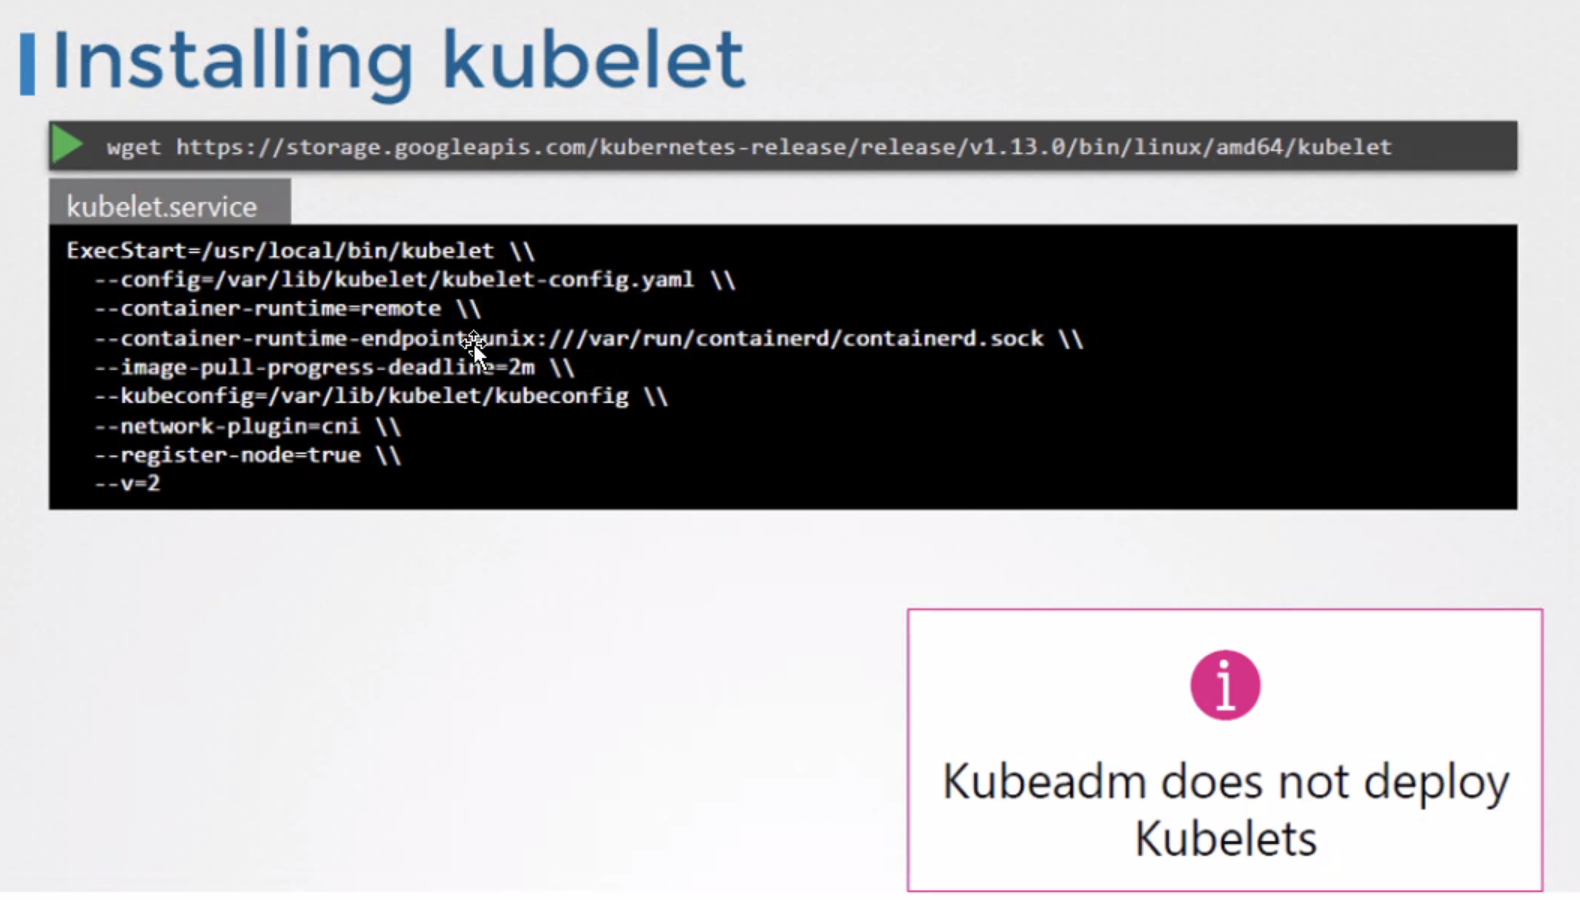 Installing kubelet
wget https://storage.googleapis.com/kubernetes-release/release/v1.13.0/bin/linux/amd64/kubelet
kubelet.service
ExecStart=/usr/local/bin/kubelet \\
--config=/var/lib/kubelet/kubelet-config.yaml \\
--container-runtime=remote \\
--container-runtime-endpoint=unix:///var/run/containerd/containerd.sock \\
--image-pull-progress-deadline=2m \\
--kubeconfig=/var/lib/kubelet/kubeconfig \\
--network-plugin=cni \\
--register-node=true \\
--v=2
i
Kubeadm does not deploy
Kubelets